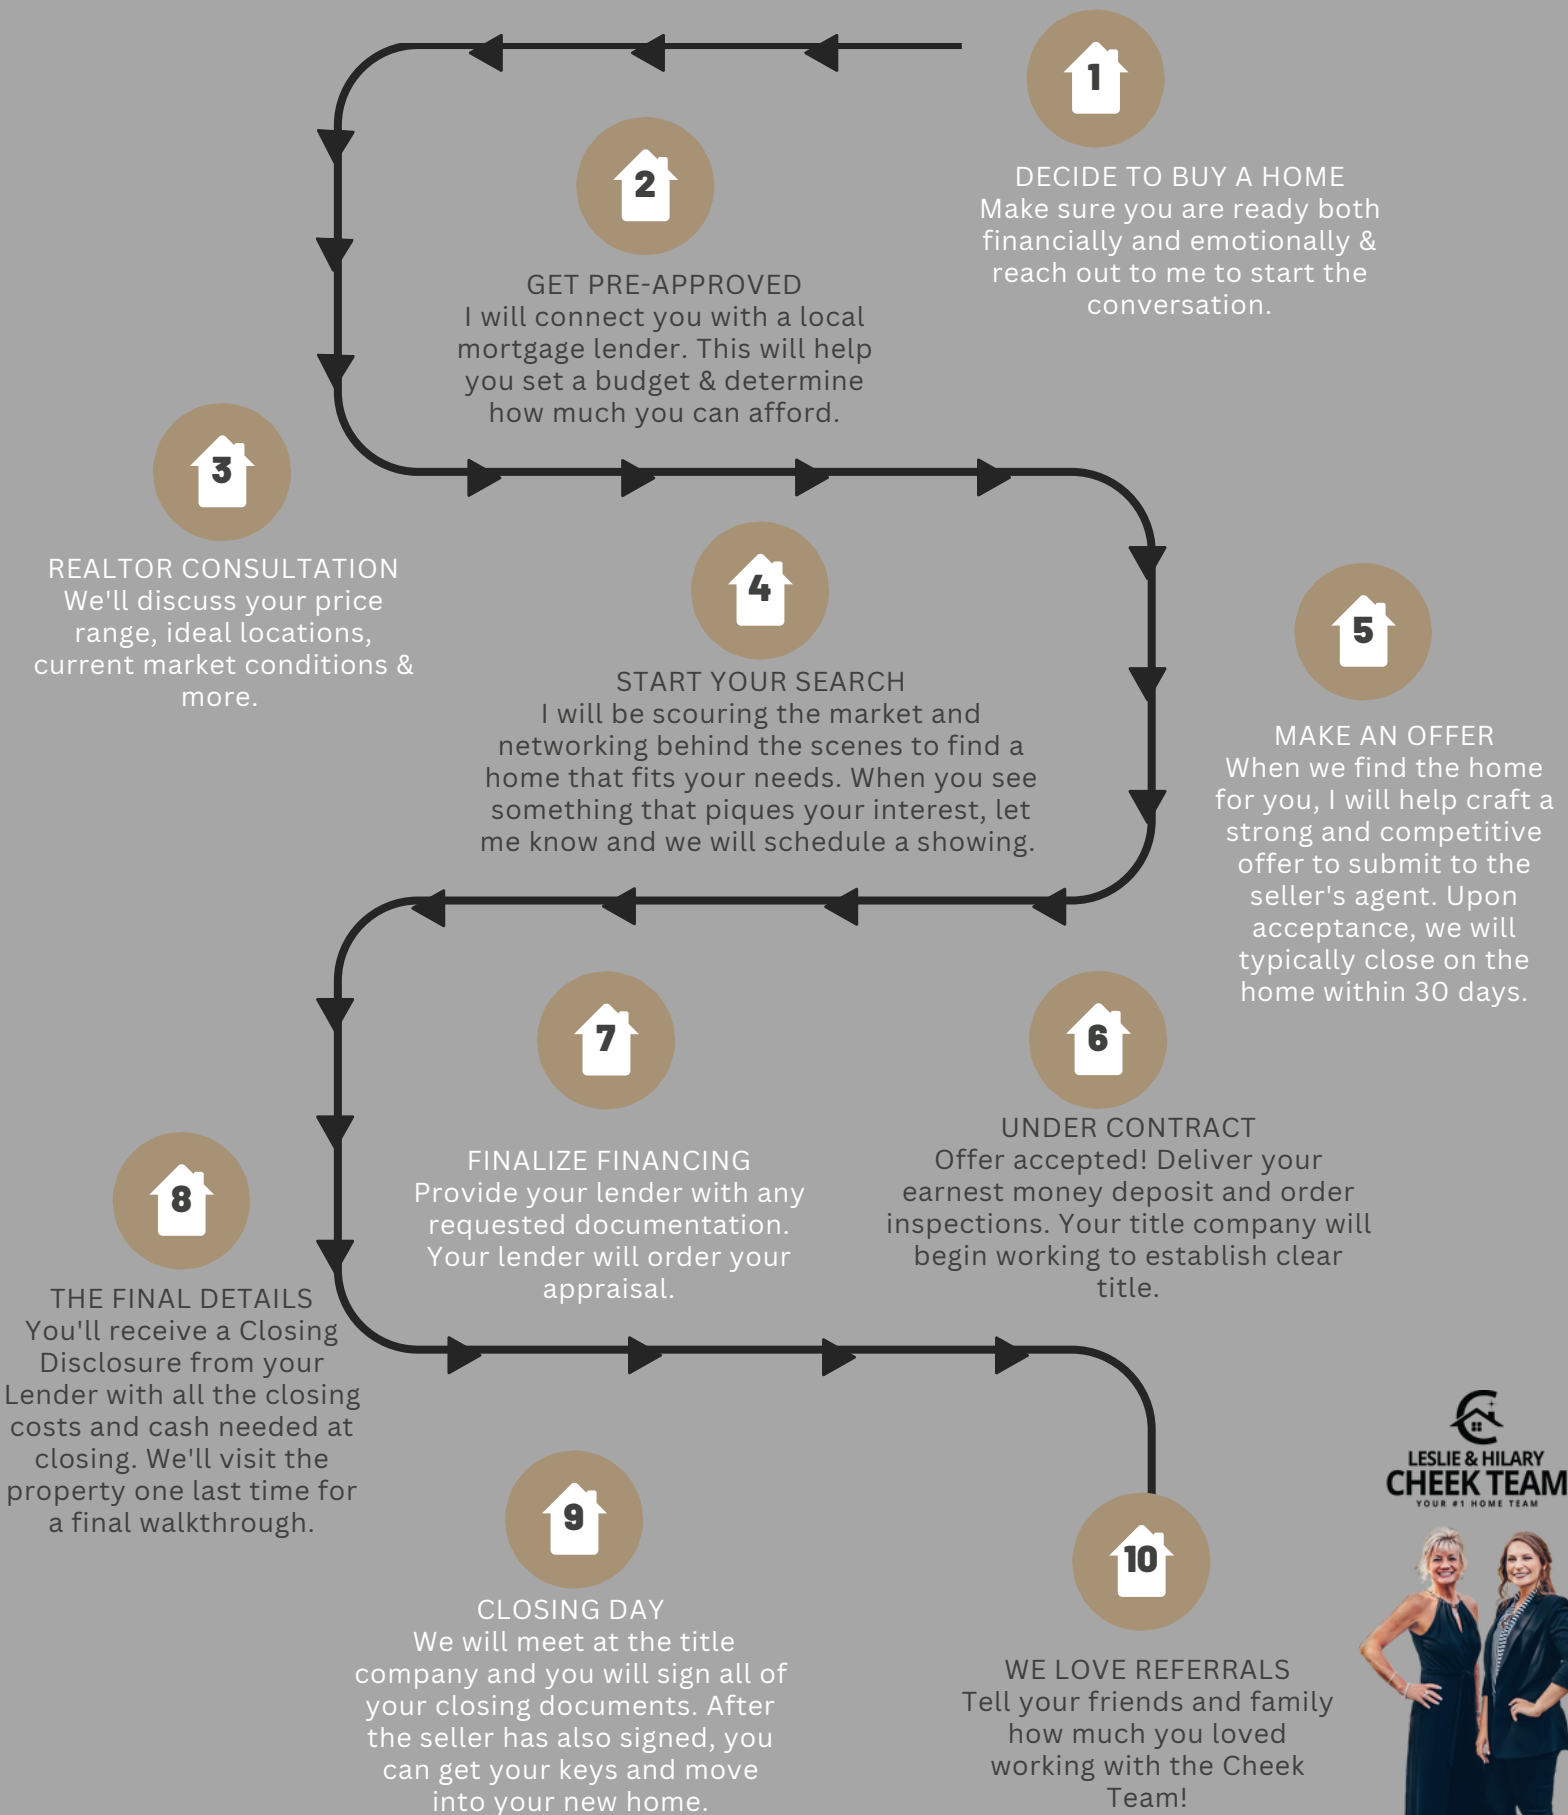 1
DECIDE TO BUY A HOME
Make sure you are ready both
financially and emotionally &
reach out to me to start the
conversation.
2
GET PRE-APPROVED
I will connect you with a local
mortgage lender. This will help
you set a budget & determine
how much you can afford.
3
REALTOR CONSULTATION
We'll discuss your price
range, ideal locations,
current market conditions &
more.
4
START YOUR SEARCH
I will be scouring the market and
networking behind the scenes to find a
home that fits your needs. When you see
something that piques your interest, let
me know and we will schedule a showing.
5
MAKE AN OFFER
When we find the home
for you, I will help craft a
strong and competitive
offer to submit to the
seller's agent. Upon
acceptance, we will
typically close on the
home within 30 days.
6
UNDER CONTRACT
Offer accepted! Deliver your
earnest money deposit and order
inspections. Your title company will
begin working to establish clear
title.
7
FINALIZE FINANCING
Provide your lender with any
requested documentation.
Your lender will order your
appraisal.
8
THE FINAL DETAILS
You'll receive a Closing
Disclosure from your
Lender with all the closing
costs and cash needed at
closing. We'll visit the
property one last time for
a final walkthrough.
9
CLOSING DAY
We will meet at the title
company and you will sign all of
your closing documents. After
the seller has also signed, you
can get your keys and move
into your new home.
10
WE LOVE REFERRALS
Tell your friends and family
how much you loved
working with the Cheek
Team!
LESLIE & HILARY
CHEEK TEAM
YOUR #1 HOME TEAM